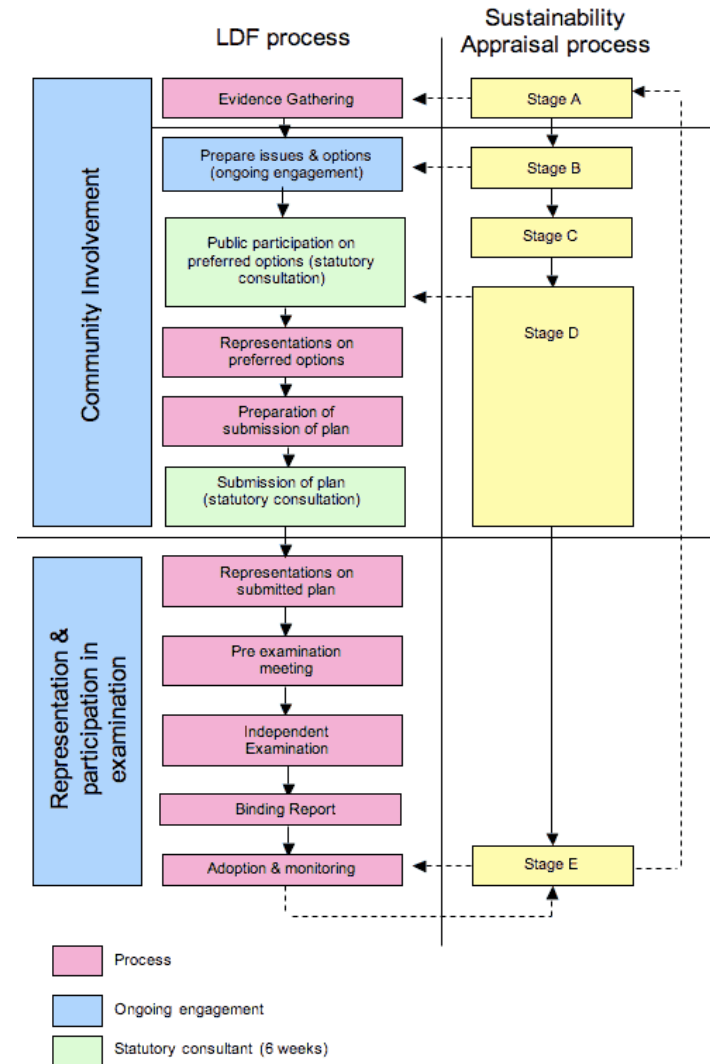 LDF process
Sustainability
Appraisal process
Community Involvement
Evidence Gathering
Stage A
Prepare issues & options
(ongoing engagement)
Stage B
Public participation on
preferred options (statutory
consultation)
Stage C
Stage D
Representations on
preferred options
Preparation of
submission of plan
Submission of plan
(statutory consultation)
Representation &
participation in
examination
Representations on
submitted plan
Pre examination
meeting
Independent
Examination
Binding Report
Adoption & monitoring
Stage E
Process
Ongoing engagement
Statutory consultant (6 weeks)